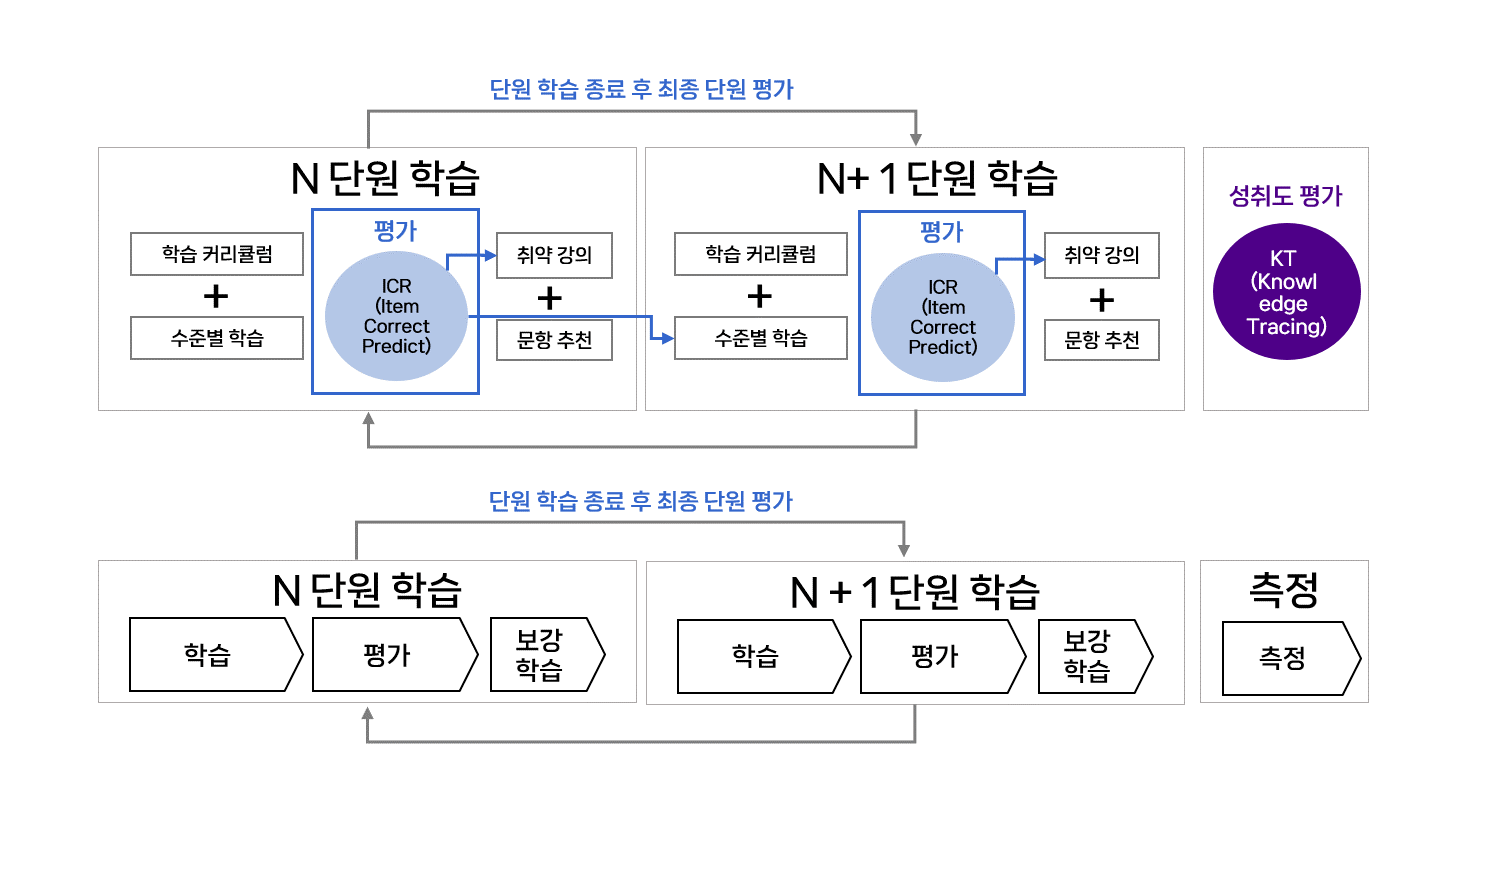 단원 학습 종료 후 최종 단원 평가
N 단원 학습
학습 커리큘럼
+
수준별 학습
평가
ICR
(Item
Correct
Predict)
취약 강의
+
문항 추천
N+ 1 단원 학습
학습 커리큘럼
+
수준별 학습
평가
ICR
(Item
Correct
Predict)
취약 강의
+
문항 추천
성취도 평가
KT
(Knowl
edge
Tracing)
단원 학습 종료 후 최종 단원 평가
N 단원 학습
학습
평가
보강
학습
N + 1 단원 학습
학습
평가
보강
학습
측정
측정